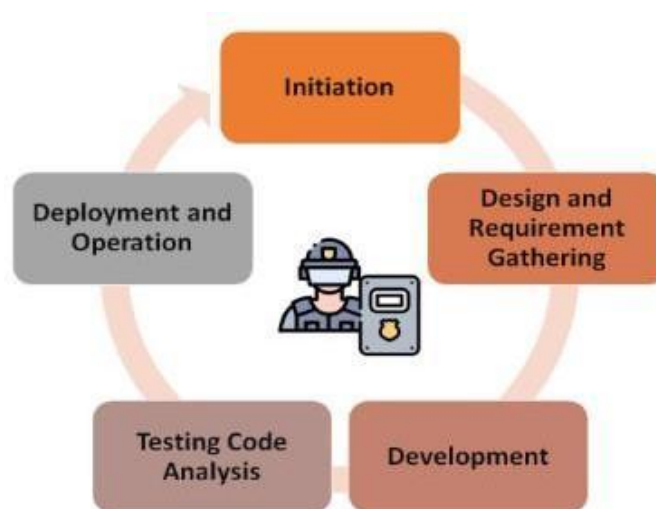 Initiation
Design and
Requirement
Gathering
Development
Testing Code
Analysis
Deployment and
Operation